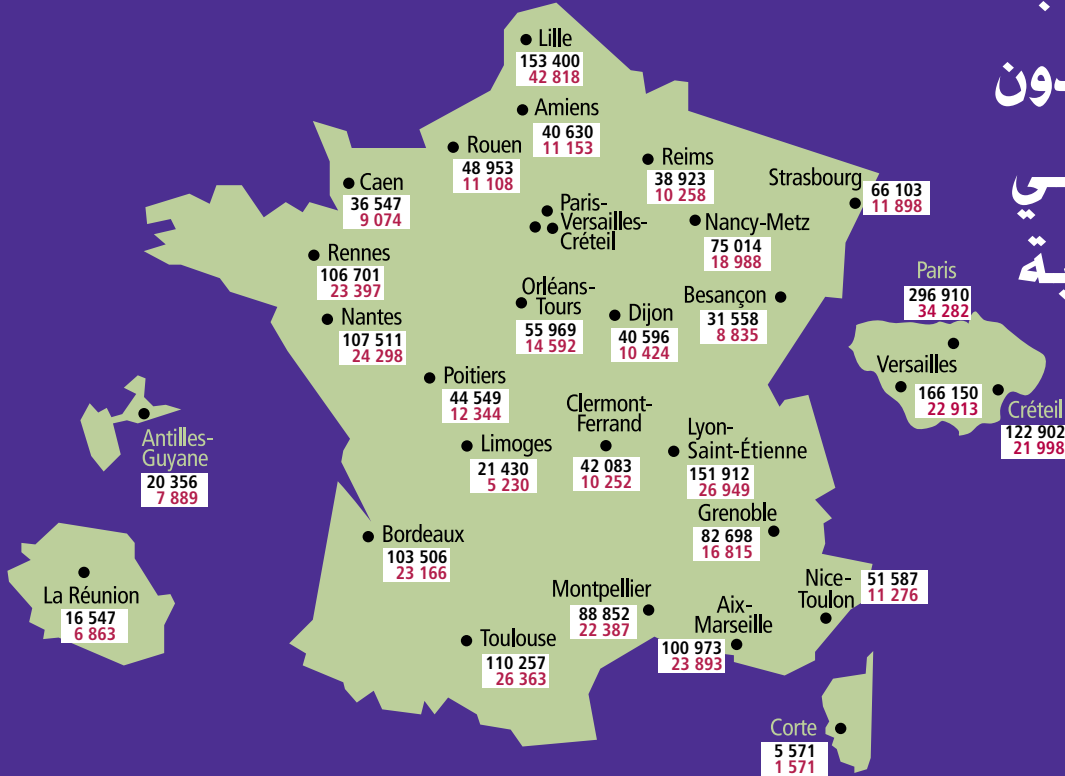 دون
ـي
ـة
Lille
153 400
42 818
Amiens
40 630
11 153
Rouen
48 953
11 108
Reims
38 923
10 258
Strasbourg
66 103
11 898
Caen
36 547
9 074
Paris-
Versailles-
Créteil
Nancy-Metz
75 014
18 988
Rennes
106 701
23 397
Paris
296 910
34 282
Orléans-
Tours
55 969
14 592
Dijon
40 596
10 424
Besançon
31 558
8 835
Nantes
107 511
24 298
Versailles
166 150
22 913
Créteil
122 902
21 998
Poitiers
44 549
12 344
Clermont-
Ferrand
42 083
10 252
Antilles-
Guyane
20 356
7 889
Limoges
21 430
5 230
Lyon-
Saint-Étienne
151 912
26 949
Grenoble
82 698
16 815
Bordeaux
103 506
23 166
La Réunion
16 547
6 863
Montpellier
88 852
22 387
Aix-
Marseille
100 973
23 893
Nice-
Toulon
51 587
11 276
Toulouse
110 257
26 363
Corte
5 571
1 571